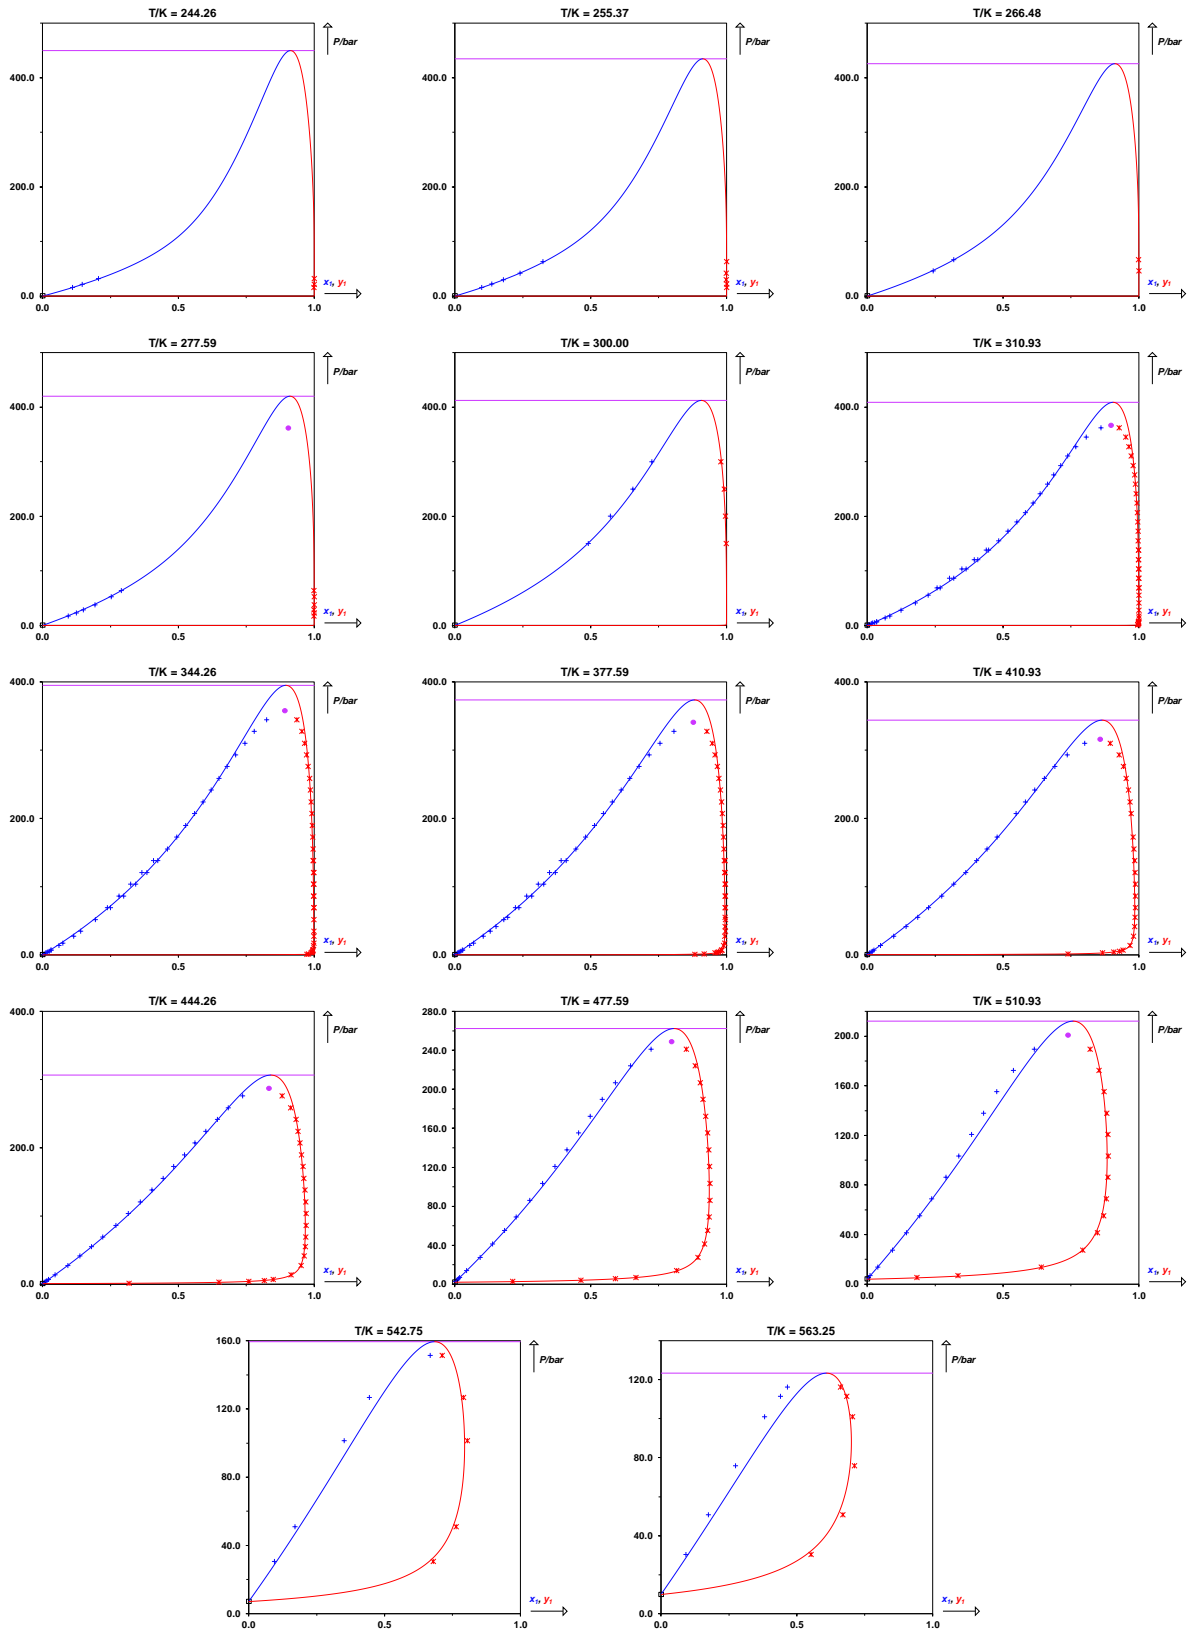 T/K = 244.26
P/bar
400.0
200.0
0.0
x₁, y₁
0.0 0.5 1.0
T/K = 255.37
P/bar
400.0
200.0
0.0
x₁, y₁
0.0 0.5 1.0
T/K = 266.48
P/bar
400.0
200.0
0.0
x₁, y₁
0.0 0.5 1.0
T/K = 277.59
P/bar
400.0
200.0
0.0
x₁, y₁
0.0 0.5 1.0
T/K = 300.00
P/bar
400.0
200.0
0.0
x₁, y₁
0.0 0.5 1.0
T/K = 310.93
P/bar
400.0
200.0
0.0
x₁, y₁
0.0 0.5 1.0
T/K = 344.26
400.0
P/bar
200.0
0.0
x₁, y₁
0.0 0.5 1.0
T/K = 377.59
400.0
P/bar
200.0
0.0
x₁, y₁
0.0 0.5 1.0
T/K = 410.93
400.0
P/bar
200.0
0.0
x₁, y₁
0.0 0.5 1.0
T/K = 444.26
400.0
P/bar
200.0
0.0
x₁, y₁
0.0 0.5 1.0
T/K = 477.59
280.0
P/bar
240.0
200.0
160.0
120.0
80.0
40.0
0.0
x₁, y₁
0.0 0.5 1.0
T/K = 510.93
P/bar
200.0
160.0
120.0
80.0
40.0
0.0
x₁, y₁
0.0 0.5 1.0
T/K = 542.75
160.0
P/bar
120.0
80.0
40.0
0.0
x₁, y₁
0.0 0.5 1.0
T/K = 563.25
P/bar
120.0
80.0
40.0
0.0
x₁, y₁
0.0 0.5 1.0